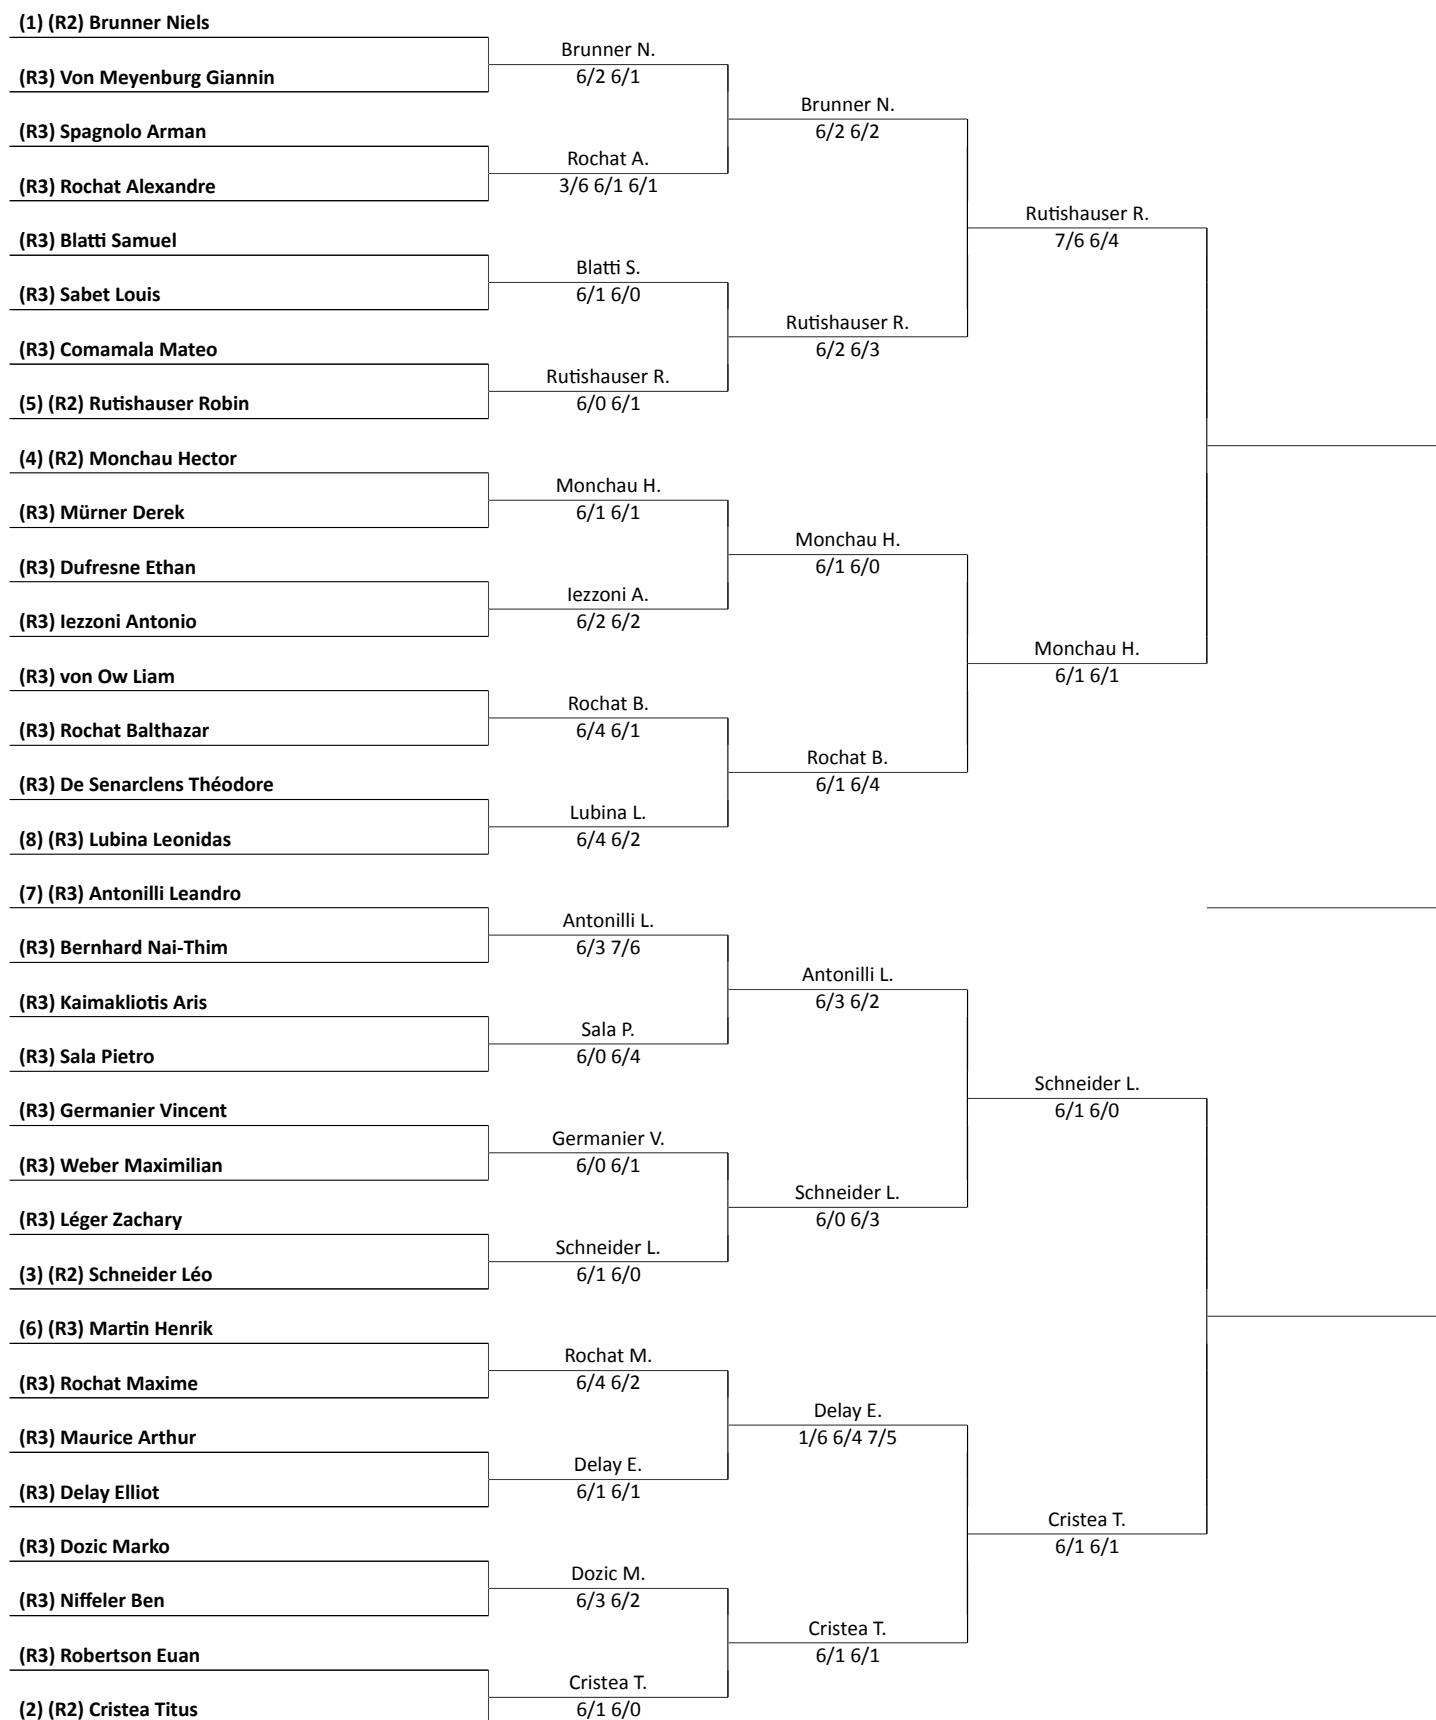 (1) (R2) Brunner Niels
Brunner N.
(R3) Von Meyenburg Giannin
6/2 6/1
Brunner N.
(R3) Spagnolo Arman
6/2 6/2
Rochat A.
(R3) Rochat Alexandre
3/6 6/1 6/1
Rutishauser R.
(R3) Blatti Samuel
7/6 6/4
Blatti S.
(R3) Sabet Louis
6/1 6/0
Rutishauser R.
(R3) Comamala Mateo
6/2 6/3
Rutishauser R.
(5) (R2) Rutishauser Robin
6/0 6/1
(4) (R2) Monchau Hector
Monchau H.
(R3) Mürner Derek
6/1 6/1
Monchau H.
(R3) Dufresne Ethan
6/1 6/0
Iezzoni A.
(R3) Iezzoni Antonio
6/2 6/2
Monchau H.
(R3) von Ow Liam
6/1 6/1
Rochat B.
(R3) Rochat Balthazar
6/4 6/1
Rochat B.
(R3) De Senarclens Théodore
6/1 6/4
Lubina L.
(8) (R3) Lubina Leonidas
6/4 6/2
(7) (R3) Antonilli Leandro
Antonilli L.
(R3) Bernhard Nai-Thim
6/3 7/6
Antonilli L.
(R3) Kaimakliotis Aris
6/3 6/2
Sala P.
(R3) Sala Pietro
6/0 6/4
Schneider L.
(R3) Germanier Vincent
6/1 6/0
Germanier V.
(R3) Weber Maximilian
6/0 6/1
Schneider L.
(R3) Léger Zachary
6/0 6/3
Schneider L.
(3) (R2) Schneider Léo
6/1 6/0
(6) (R3) Martin Henrik
Rochat M.
(R3) Rochat Maxime
6/4 6/2
Delay E.
(R3) Maurice Arthur
1/6 6/4 7/5
Delay E.
(R3) Delay Elliot
6/1 6/1
Cristea T.
(R3) Dozic Marko
6/1 6/1
Dozic M.
(R3) Niffeler Ben
6/3 6/2
Cristea T.
(R3) Robertson Euan
6/1 6/1
Cristea T.
(2) (R2) Cristea Titus
6/1 6/0